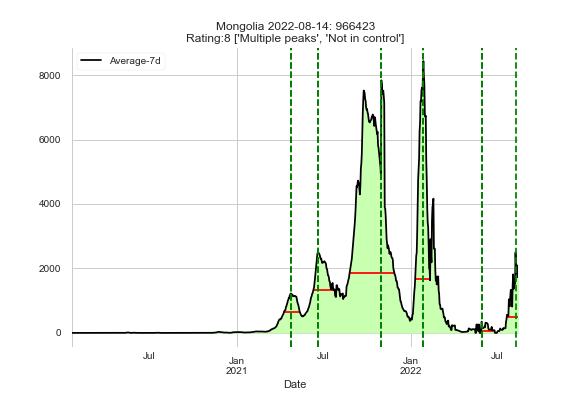 Mongolia 2022-08-14: 966423
Rating:8 ['Multiple peaks', 'Not in control']
Average-7d
8000
6000
4000
2000
0
Jul
Jan
2021
Jul
Jan
2022
Jul
Date